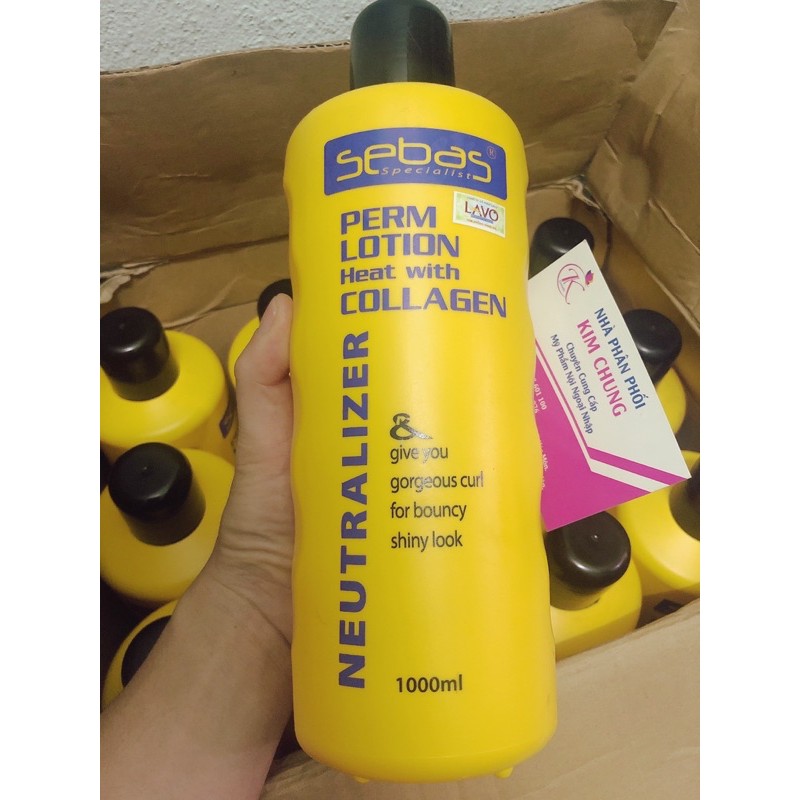 sebas®
Specialist
LAVO
PERM
LOTION
Heat with
COLLAGEN
NEUTRALIZER
&
give you
gorgeous curl
for bouncy
shiny look
1000ml
K
NHÀ PHÂN PHỐI
KIM CHUNG
Chuyên Cung Cấp
Mỹ Phẩm Nội Ngoại Nhập